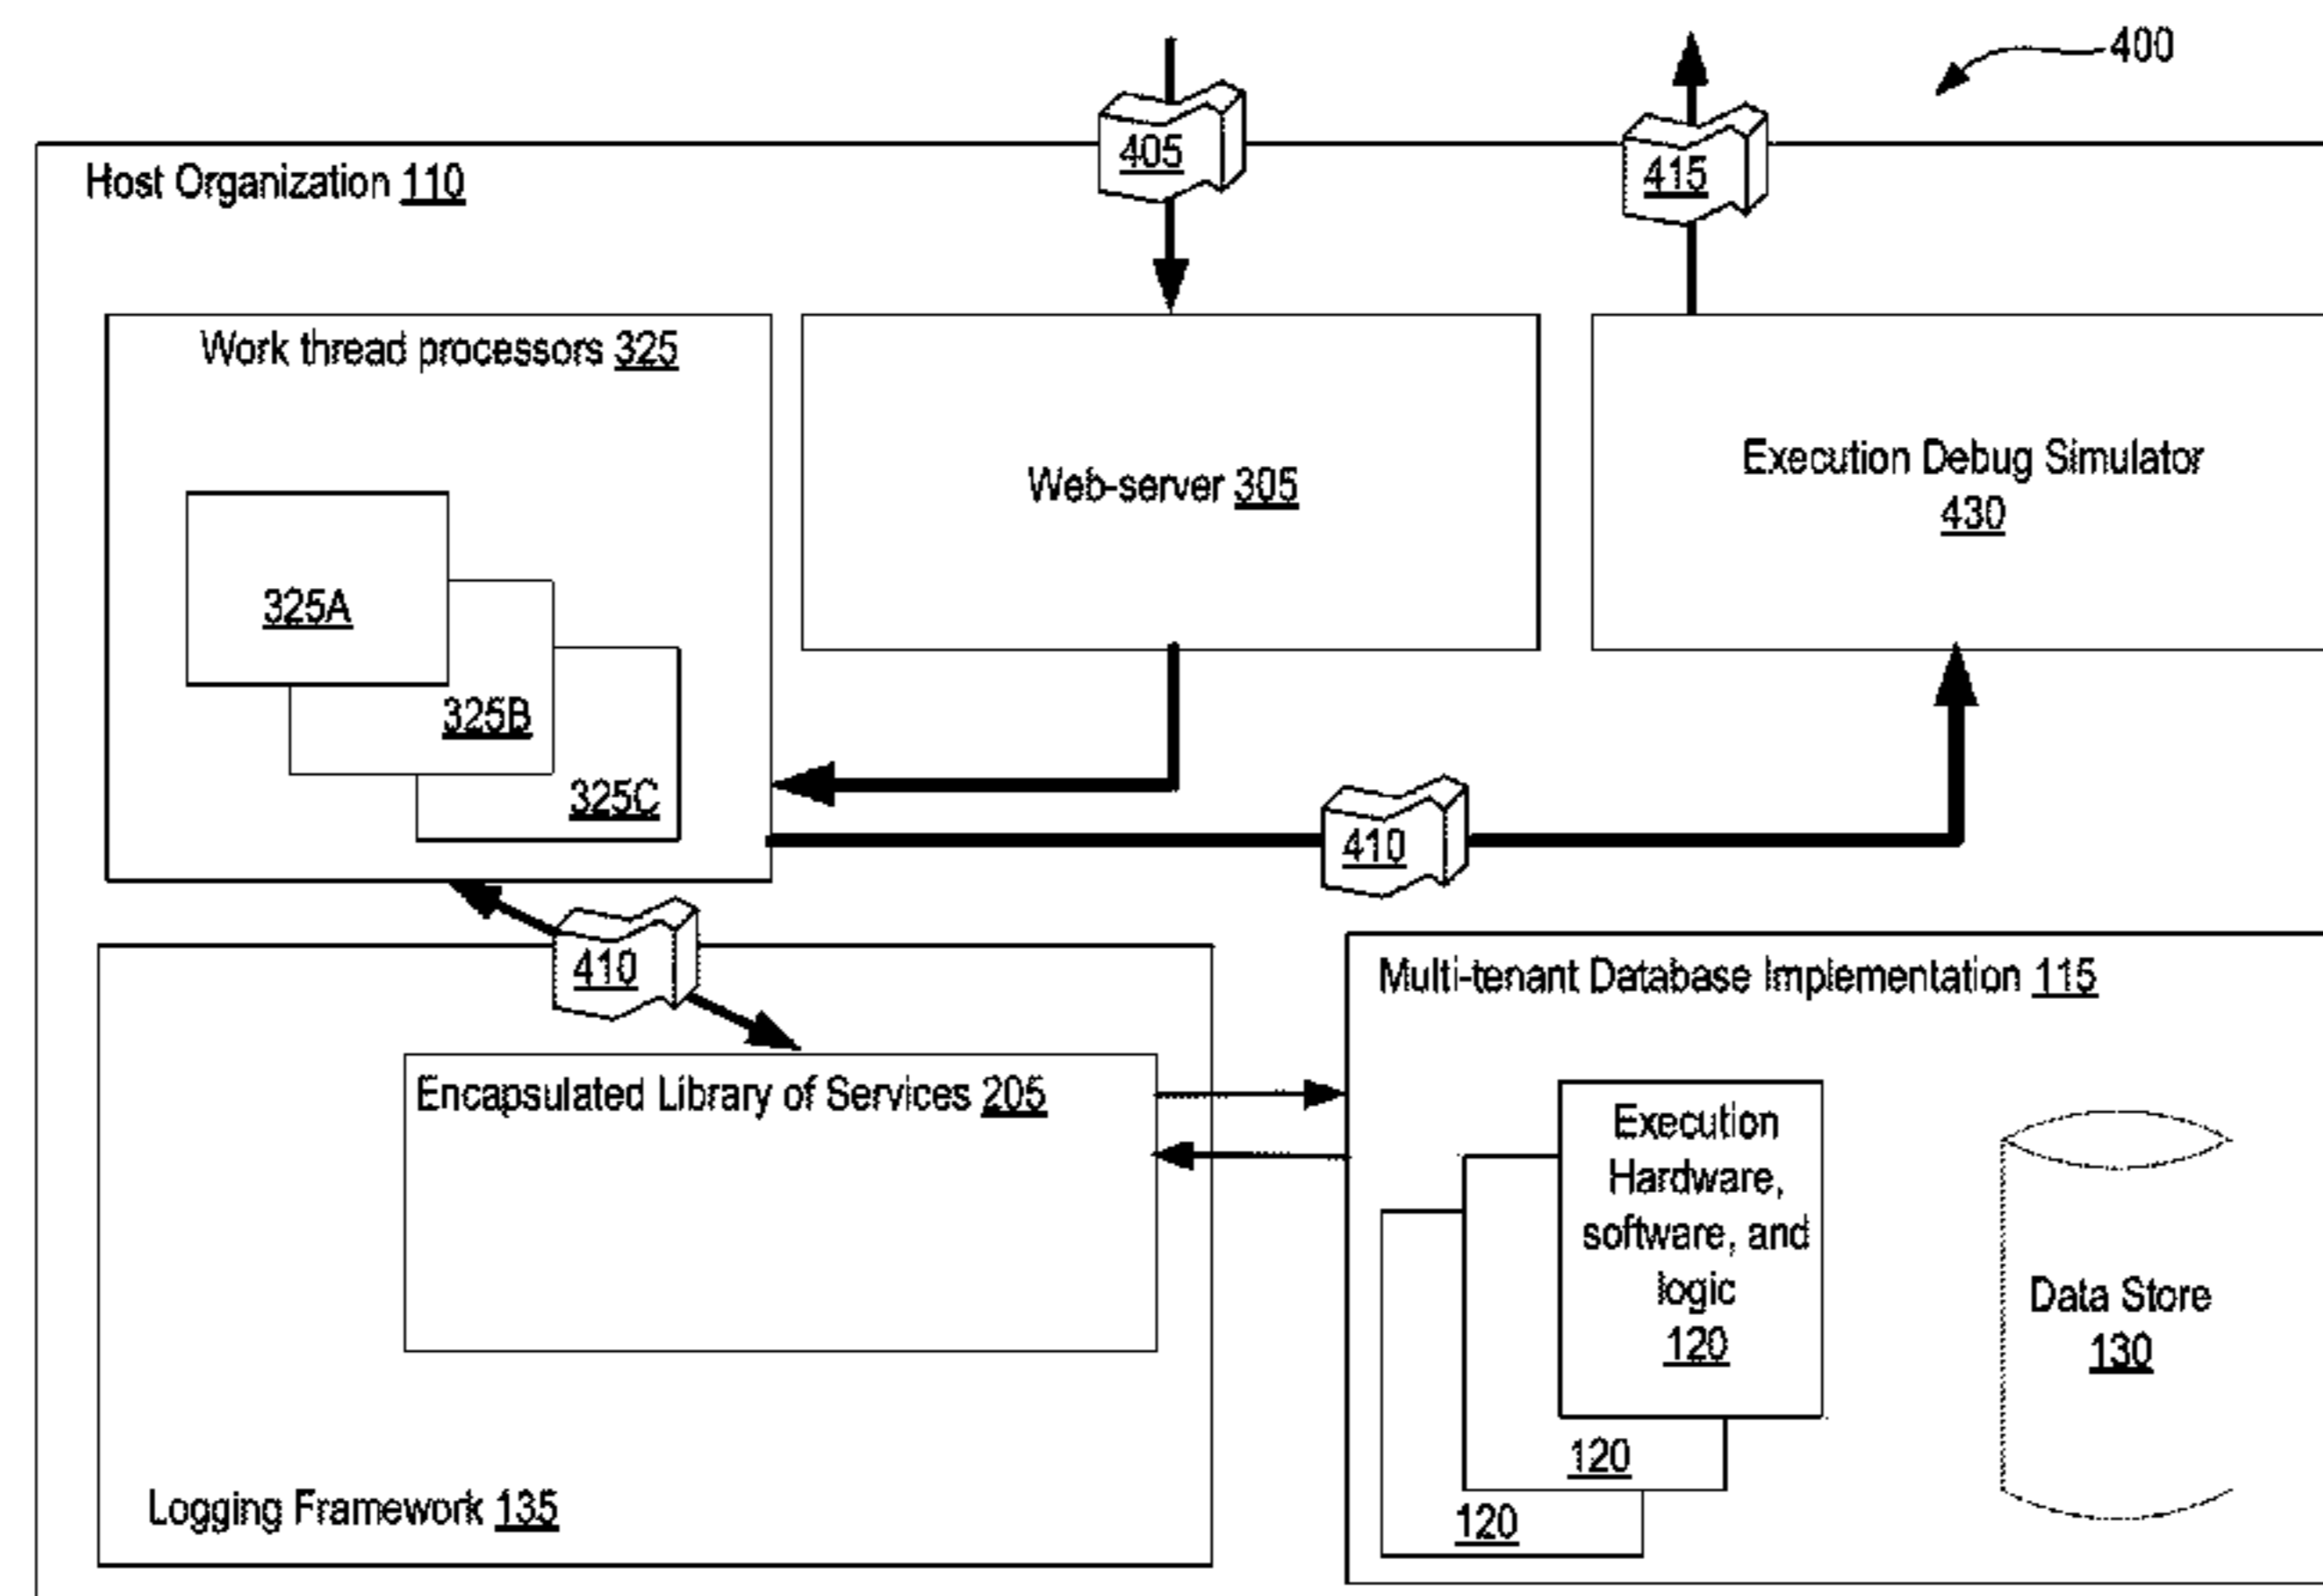 400
405
415
Host Organization 110
Work thread processors 325
325A
325B
325C
Web-server 305
Execution Debug Simulator
430
410
410
Encapsulated Library of Services 205
Logging Framework 135
Multi-tenant Database Implementation 115
Execution
Hardware,
software, and
logic
120
120
120
Data Store
130